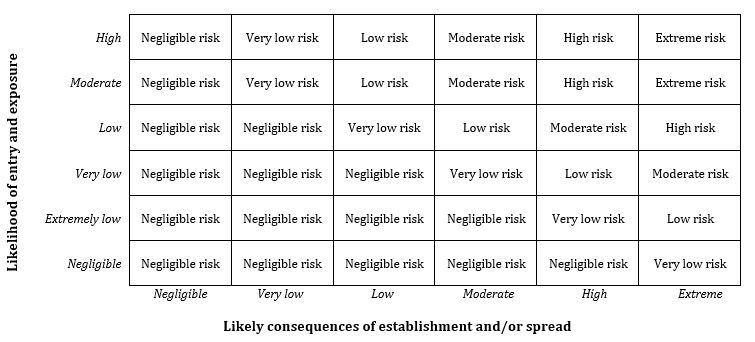 Likelihood of entry and exposure
High Negligible risk Very low risk Low risk Moderate risk High risk Extreme risk
Moderate Negligible risk Very low risk Low risk Moderate risk High risk Extreme risk
Low Negligible risk Negligible risk Very low risk Low risk Moderate risk High risk
Very low Negligible risk Negligible risk Negligible risk Very low risk Low risk Moderate risk
Extremely low Negligible risk Negligible risk Negligible risk Negligible risk Very low risk Low risk
Negligible Negligible risk Negligible risk Negligible risk Negligible risk Negligible risk Very low risk
Negligible Very low Low Moderate High Extreme
Likely consequences of establishment and/or spread